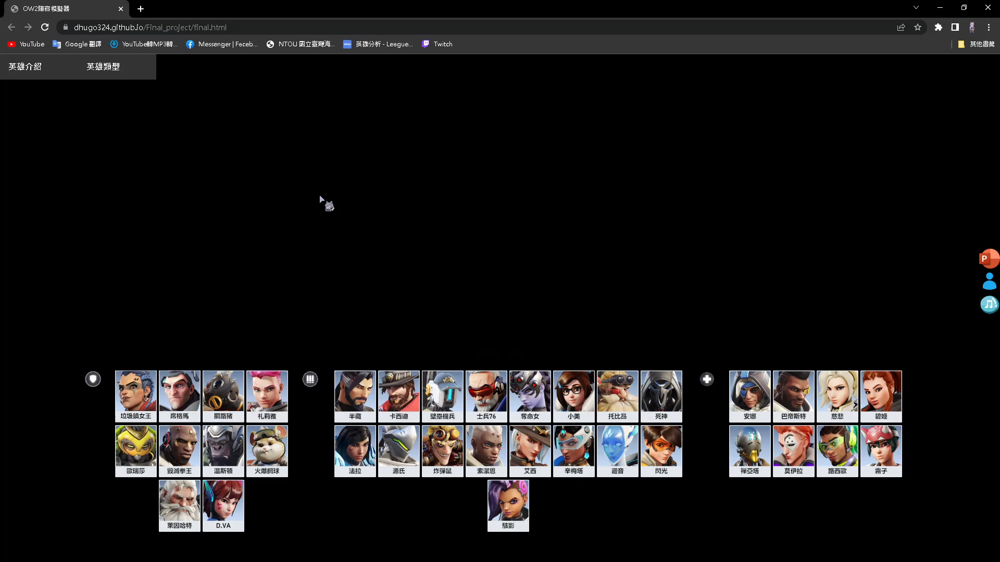 OW2陣容模擬器
dhugo324.github.io/Final_project/final.html
YouTube
Google 翻譯
YouTube轉MP3轉...
Messenger | Faceb...
NTOU 國立臺灣海...
英雄分析 - League...
Twitch
其他書籤
英雄介紹
英雄類型
P
垃圾鎮女王
席格馬
攔路豬
札莉雅
半藏
卡西迪
壁壘機兵
士兵76
奪命女
小美
托比昂
死神
安娜
巴帝斯特
慈悲
碧姬
歐瑞莎
毀滅拳王
溫斯頓
火爆鋼球
法拉
源氏
炸彈鼠
索潔恩
艾西
辛梅塔
迴音
閃光
禪亞塔
莫伊拉
路西歐
霧子
萊因哈特
D.VA
駭影